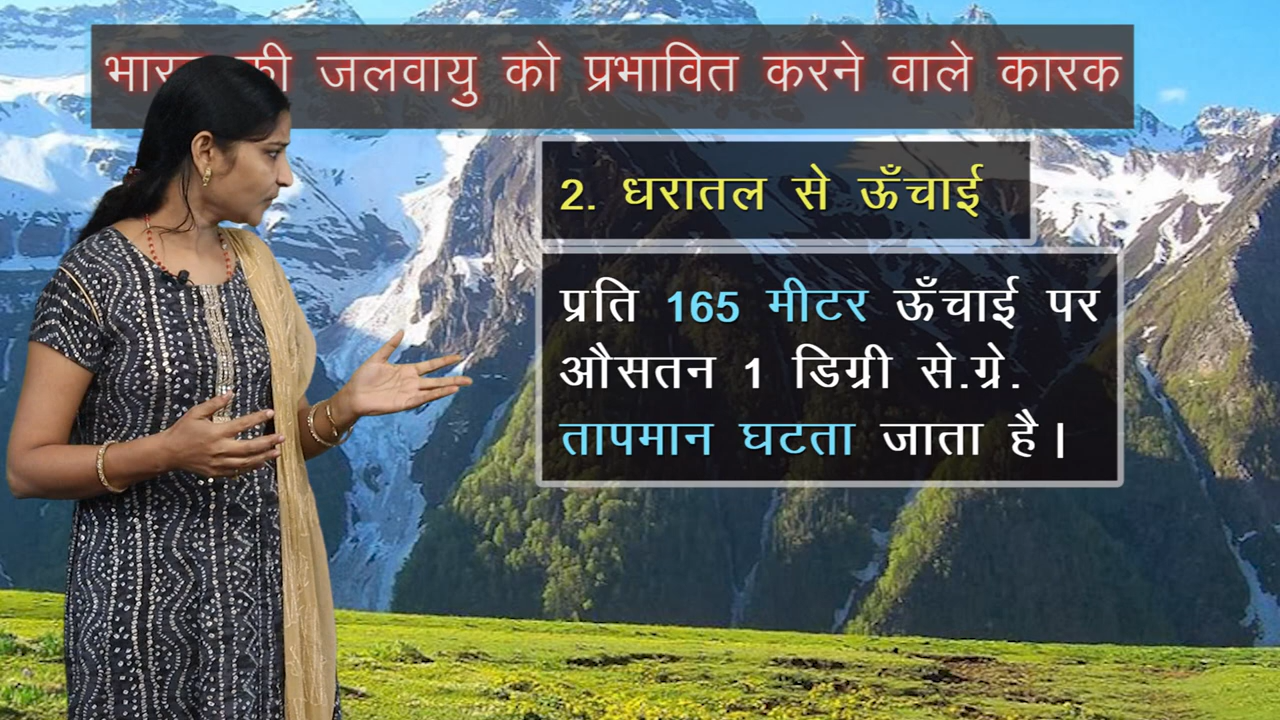 की जलवायु को प्रभावित करने वाले कारक
2. धरातल से ऊँचाई
प्रति 165 मीटर ऊँचाई पर
औसतन 1 डिग्री से.ग्रे.
तापमान घटता जाता है।